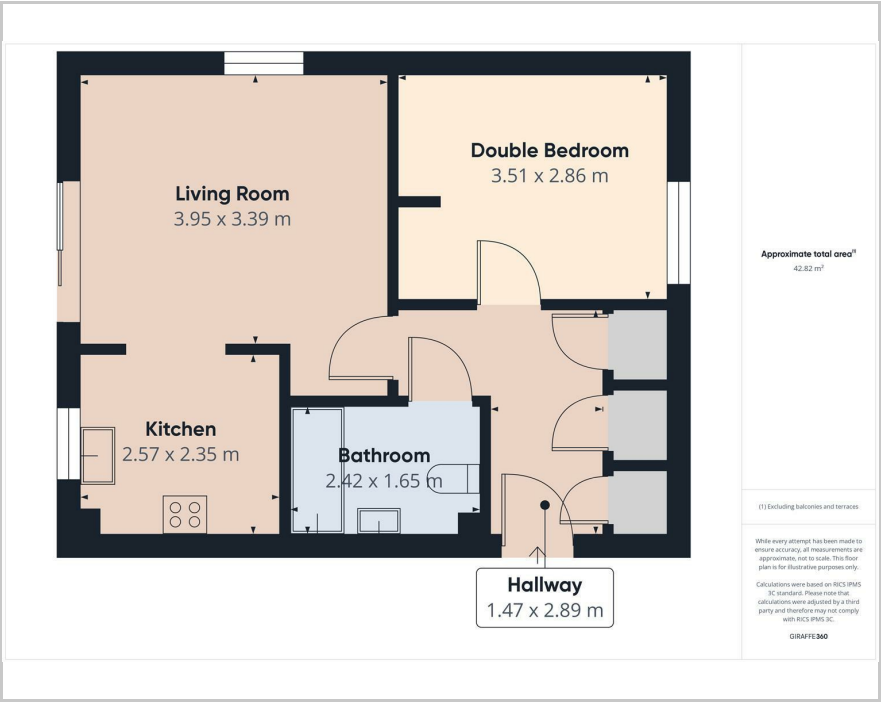 Living Room
3.95 x 3.39 m
Double Bedroom
3.51 x 2.86 m
Kitchen
2.57 x 2.35 m
Bathroom
2.42 x 1.65 m
Hallway
1.47 x 2.89 m
Approximate total area⁽¹⁾
42.82 m²
(1) Excluding balconies and terraces
While every attempt has been made to
ensure accuracy, all measurements are
approximate, not to scale. This floor
plan is for illustrative purposes only.
Calculations were based on RICS IPMS
3C standard. Please note that
calculations were adjusted by a third
party and therefore may not comply
with RICS IPMS 3C.
GIRAFFE360